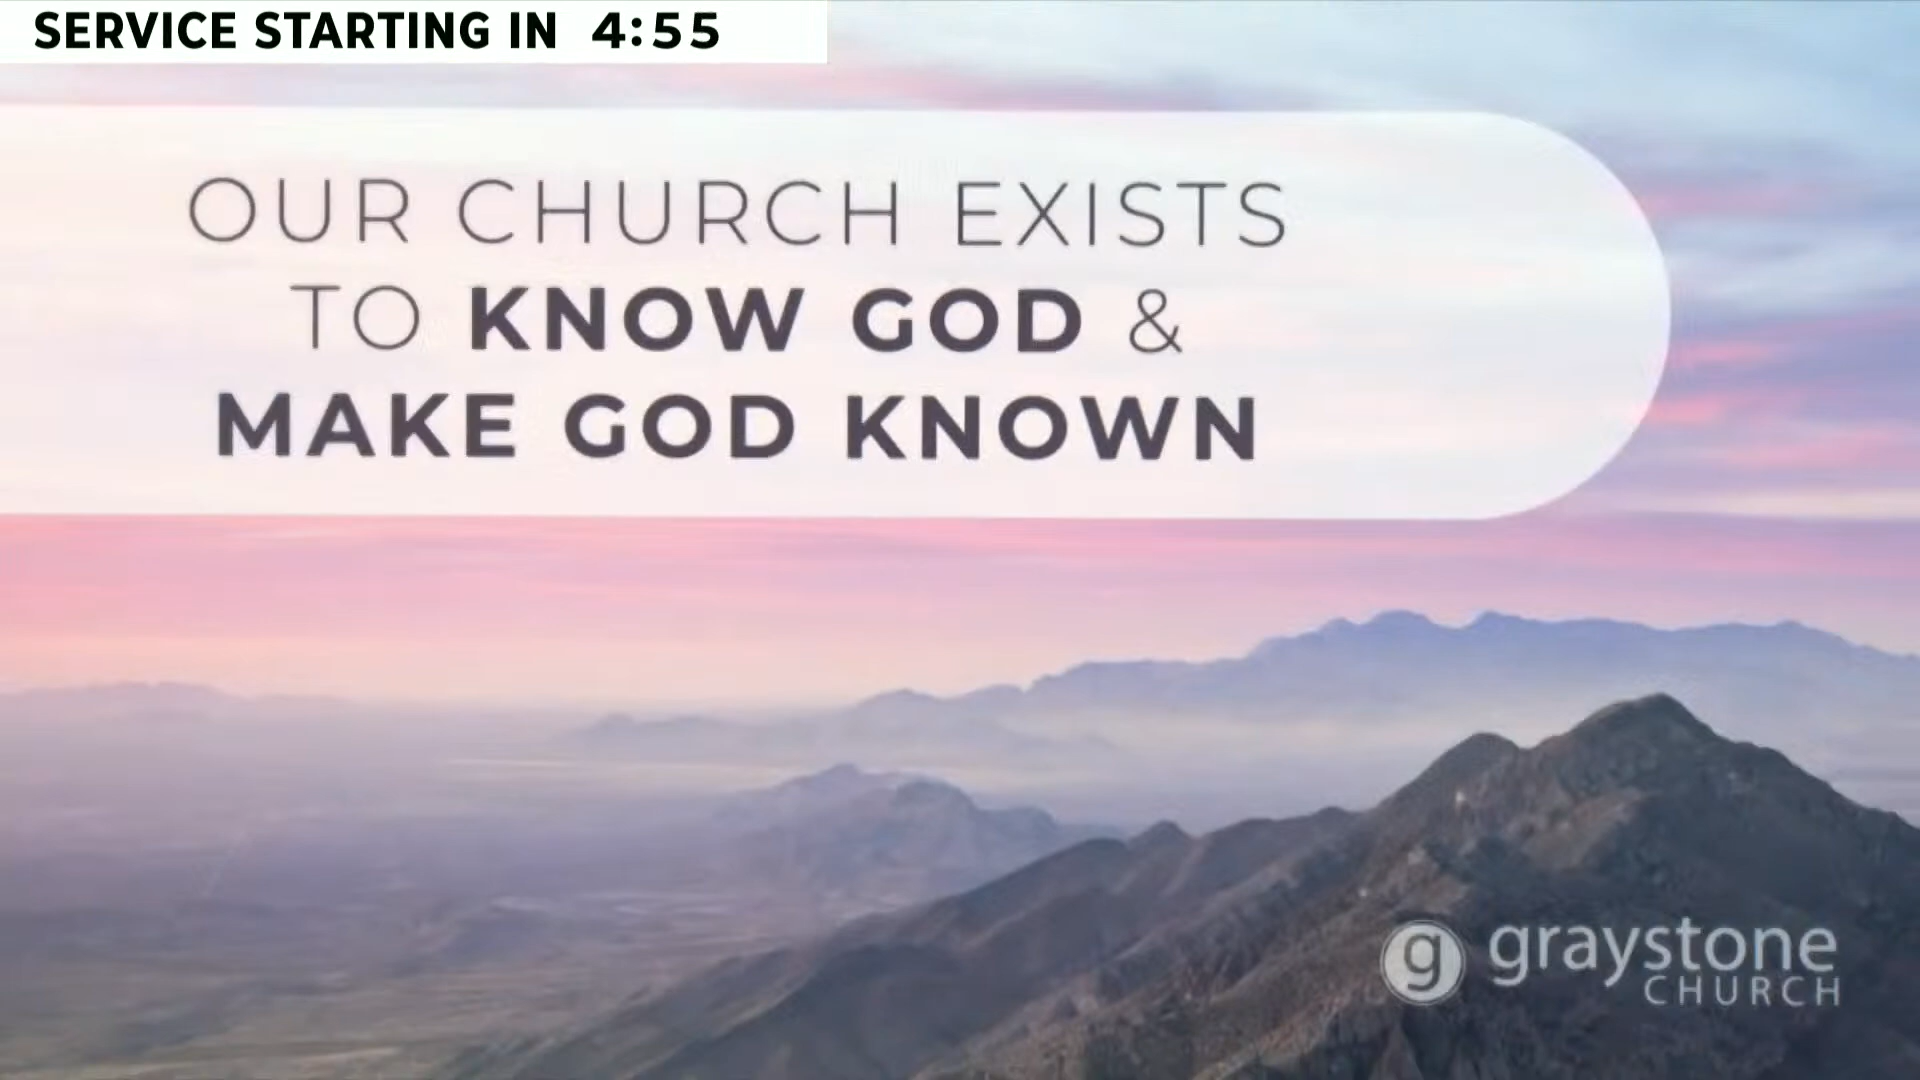 SERVICE STARTING IN 4:55
OUR CHURCH EXISTS
TO KNOW GOD &
MAKE GOD KNOWN
g graystone
CHURCH